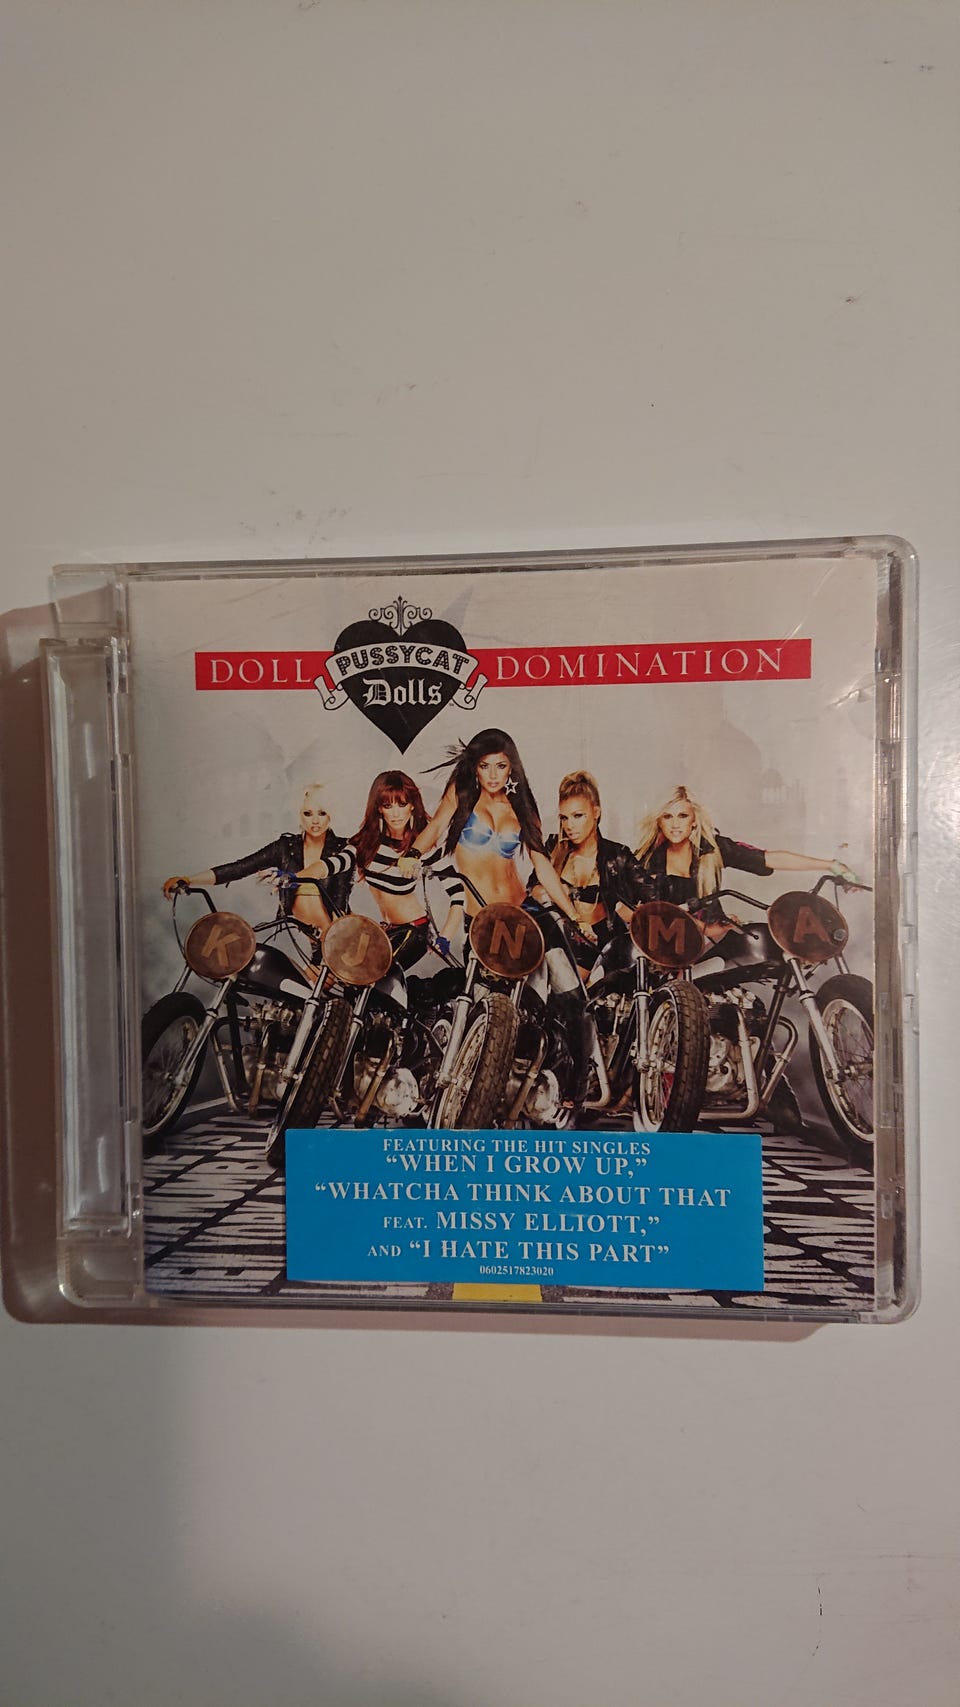 DOLL PUSSYCAT Dolls DOMINATION
K J N M A
FEATURING THE HIT SINGLES
“WHEN I GROW UP,”
“WHATCHA THINK ABOUT THAT
FEAT. MISSY ELLIOTT,”
AND “I HATE THIS PART”
0602517823020